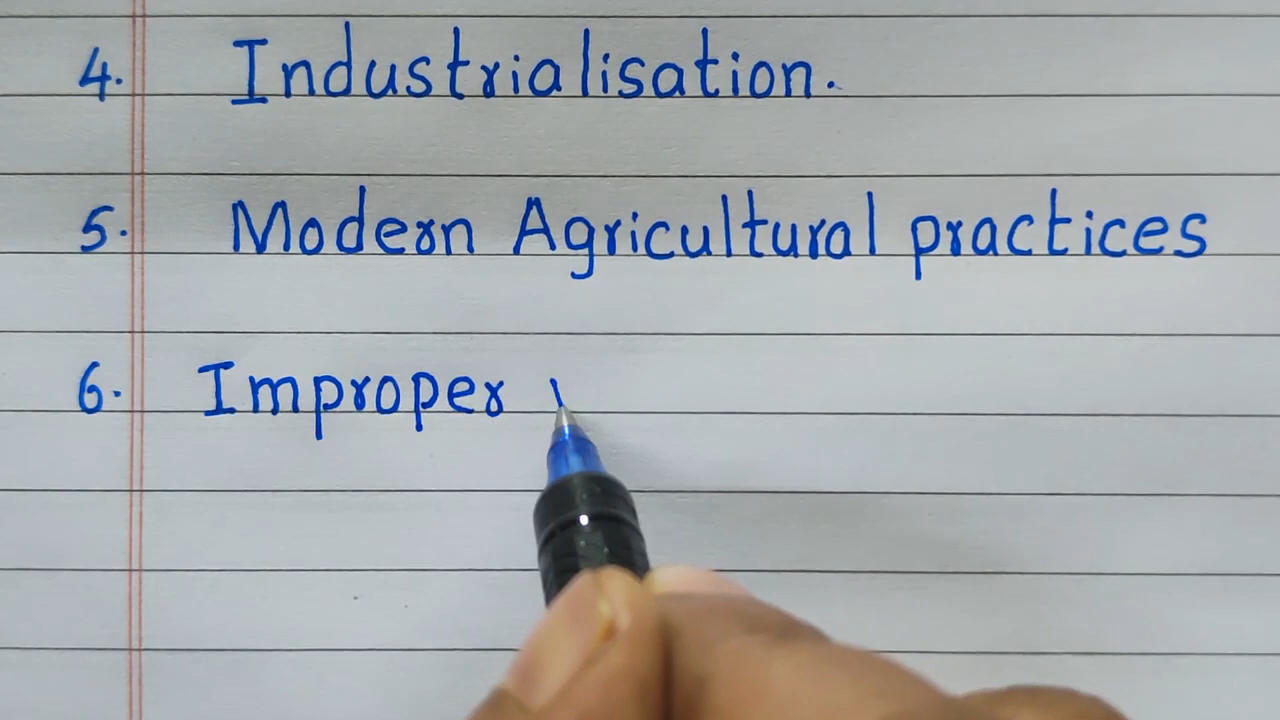 4. Industrialisation.
5. Modern Agricultural practices
6. Improper